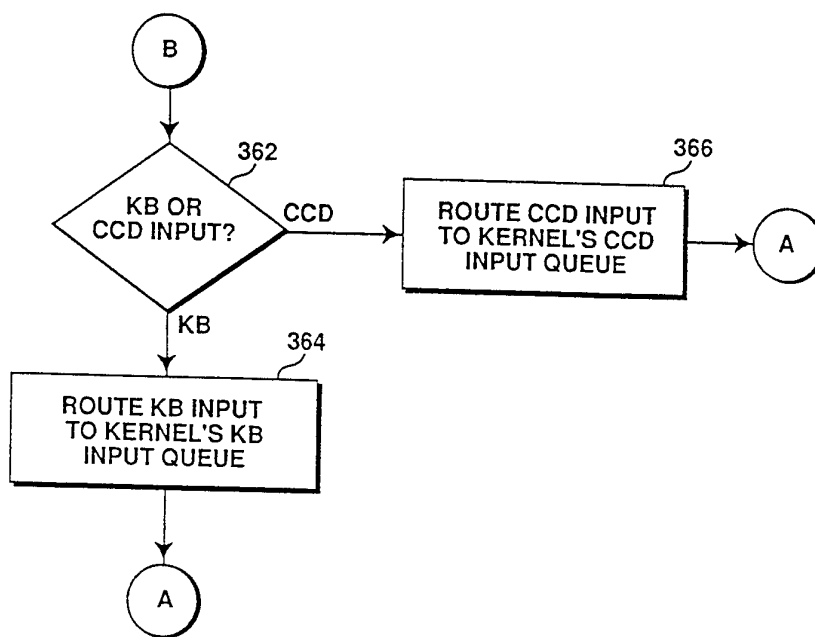 B
362
KB OR
CCD INPUT?
CCD
366
ROUTE CCD INPUT
TO KERNEL'S CCD
INPUT QUEUE
A
KB
364
ROUTE KB INPUT
TO KERNEL'S KB
INPUT QUEUE
A